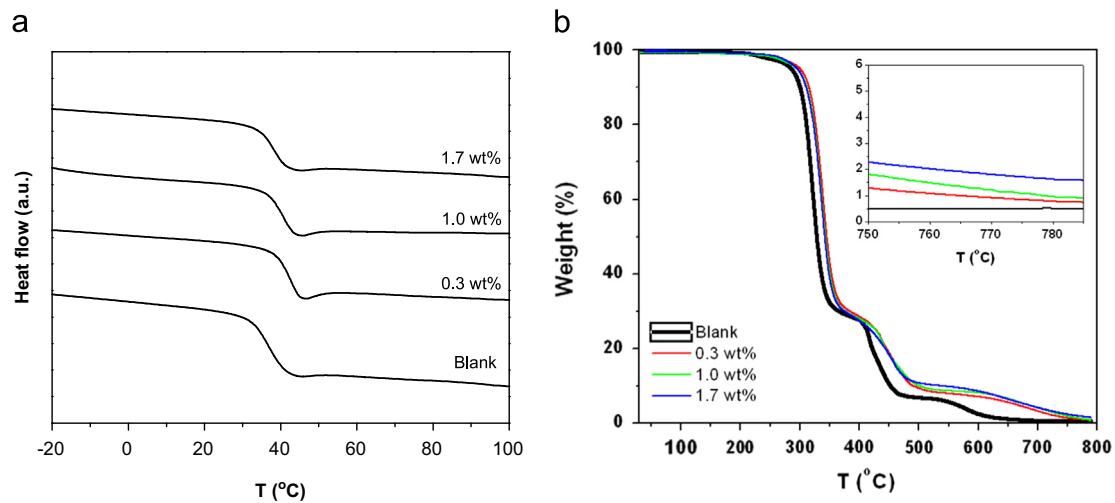 a
Heat flow (a.u.)
1.7 wt%
1.0 wt%
0.3 wt%
Blank
-20 0 20 40 60 80 100
T (°C)
b
Weight (%)
100
80
60
40
20
0
6
5
4
3
2
1
0
750 760 770 780
T (°C)
Blank
0.3 wt%
1.0 wt%
1.7 wt%
100 200 300 400 500 600 700 800
T (°C)